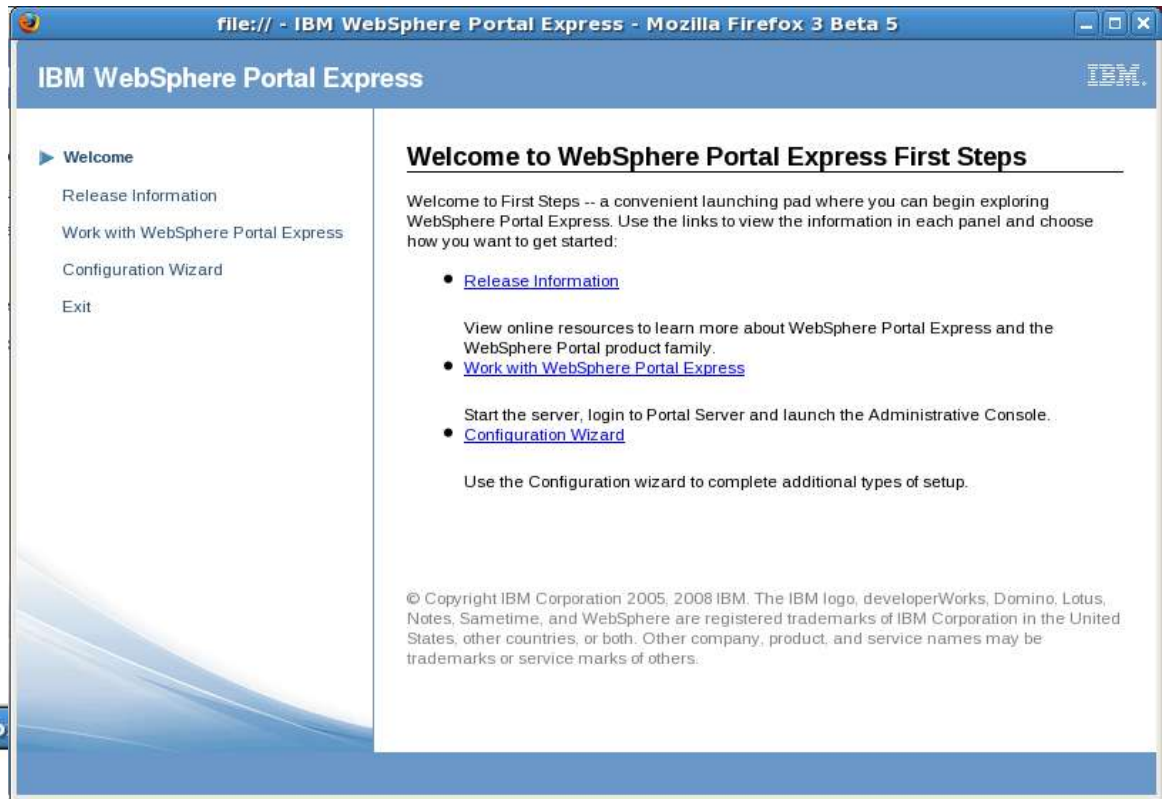 file:// - IBM WebSphere Portal Express - Mozilla Firefox 3 Beta 5
IBM WebSphere Portal Express
IBM.
Welcome
Release Information
Work with WebSphere Portal Express
Configuration Wizard
Exit
Welcome to WebSphere Portal Express First Steps
Welcome to First Steps -- a convenient launching pad where you can begin exploring
WebSphere Portal Express. Use the links to view the information in each panel and choose
how you want to get started:
• Release Information
View online resources to learn more about WebSphere Portal Express and the
WebSphere Portal product family.
• Work with WebSphere Portal Express
Start the server, login to Portal Server and launch the Administrative Console.
• Configuration Wizard
Use the Configuration wizard to complete additional types of setup.
© Copyright IBM Corporation 2005, 2008 IBM. The IBM logo, developerWorks, Domino, Lotus,
Notes, Sametime, and WebSphere are registered trademarks of IBM Corporation in the United
States, other countries, or both. Other company, product, and service names may be
trademarks or service marks of others.